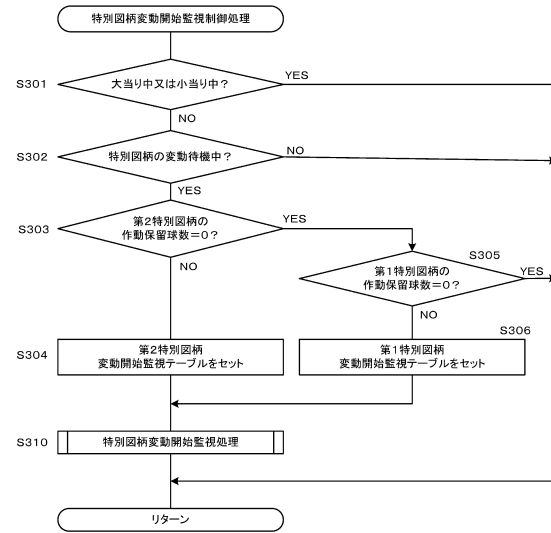 特別図柄変動開始監視制御処理
S301
大当り中又は小当り中？
YES
NO
S302
特別図柄の変動待機中？
NO
YES
S303
第2特別図柄の
作動保留球数＝0？
YES
NO
S305
第1特別図柄の
作動保留球数＝0？
YES
NO
S304
第2特別図柄
変動開始監視テーブルをセット
S306
第1特別図柄
変動開始監視テーブルをセット
S310
特別図柄変動開始監視処理
リターン